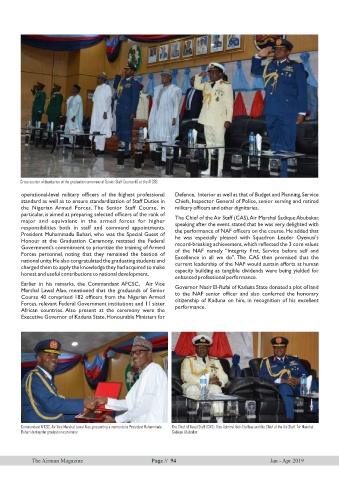 Cross section of dignitaries at the graduation ceremony of Senior Staff Course 40 at the AFCSC
operational-level military officers of the highest professional
standard as well as to ensure standardization of Staff Duties in
the Nigerian Armed Forces. The Senior Staff Course, in
particular, is aimed at preparing selected officers of the rank of
major and equivalent in the armed forces for higher
responsibilities both in staff and command appointments.
President Muhammadu Buhari, who was the Special Guest of
Honour at the Graduation Ceremony, restated the Federal
Government's commitment to prioritize the training of Armed
Forces personnel, noting that they remained the bastion of
national unity. He also congratulated the graduating students and
charged them to apply the knowledge they had acquired to make
honest and useful contributions to national development.
Earlier in his remarks, the Commandant AFCSC, Air Vice
Marshal Lawal Alao, mentioned that the graduands of Senior
Course 40 comprised 182 officers from the Nigerian Armed
Forces, relevant Federal Government institutions and 11 sister
African countries. Also present at the ceremony were the
Executive Governor of Kaduna State, Honourable Ministers for
Defence, Interior as well as that of Budget and Planning, Service
Chiefs, Inspector General of Police, senior serving and retired
military officers and other dignitaries.
The Chief of the Air Staff (CAS), Air Marshal Sadique Abubakar,
speaking after the event, stated that he was very delighted with
the performance of NAF officers on the course. He added that
he was especially pleased with Squadron Leader Oyenusi's
record-breaking achievement, which reflected the 3 core values
of the NAF namely "Integrity first, Service before self and
Excellence in all we do". The CAS then promised that the
current leadership of the NAF would sustain efforts at human
capacity building as tangible dividends were being yielded for
enhanced professional performance.
Governor Nasir El-Rufai of Kaduna State donated a plot of land
to the NAF senior officer and also conferred the honorary
citizenship of Kaduna on him, in recognition of his excellent
performance.
Commandant AFCSC, Air Vice Marshal Lawal Alao, presenting a memento to President Muhammadu
Buhari during the graduation ceremony
The Chief of Naval Staff (CNS), Vice Admiral Ibok-Ete Ibas and the Chief of the Air Staff, Air Marshal
Sadique Abubakar
The Airman Magazine
Page // 94
Jan - Apr 2019